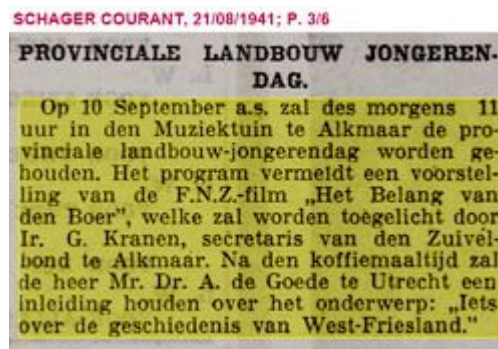 SCHAGER COURANT, 21/08/1941; P. 3/6
PROVINCIALE LANDBOUW JONGEREN-
DAG.
Op 10 September a.s. zal des morgens 11
uur in den Muziektuin te Alkmaar de pro-
vinciale landbouw-jongerendag worden ge-
houden. Het program vermeldt een voorstel-
ling van de F.N.Z.-film „Het Belang van
den Boer”, welke zal worden toegelicht door
Ir. G. Kranen, secretaris van den Zuivel-
bond te Alkmaar. Na den koffiemaaltijd zal
de heer Mr. Dr. A. de Goede te Utrecht een
inleiding houden over het onderwerp: „Iets
over de geschiedenis van West-Friesland.”